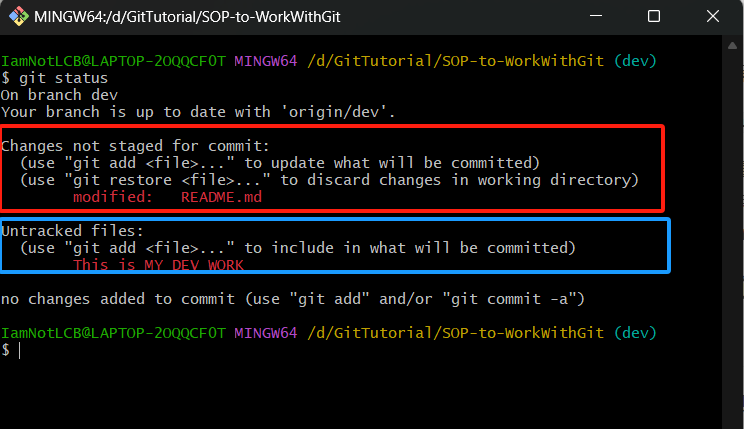 MINGW64:/d/GitTutorial/SOP-to-WorkWithGit
IamNotLCB@LAPTOP-2OQQCF0T MINGW64 /d/GitTutorial/SOP-to-WorkWithGit (dev)
$ git status
On branch dev
Your branch is up to date with 'origin/dev'.
Changes not staged for commit:
(use "git add <file>..." to update what will be committed)
(use "git restore <file>..." to discard changes in working directory)
modified: README.md
Untracked files:
(use "git add <file>..." to include in what will be committed)
This is MY DEV WORK
no changes added to commit (use "git add" and/or "git commit -a")
IamNotLCB@LAPTOP-2OQQCF0T MINGW64 /d/GitTutorial/SOP-to-WorkWithGit (dev)
$